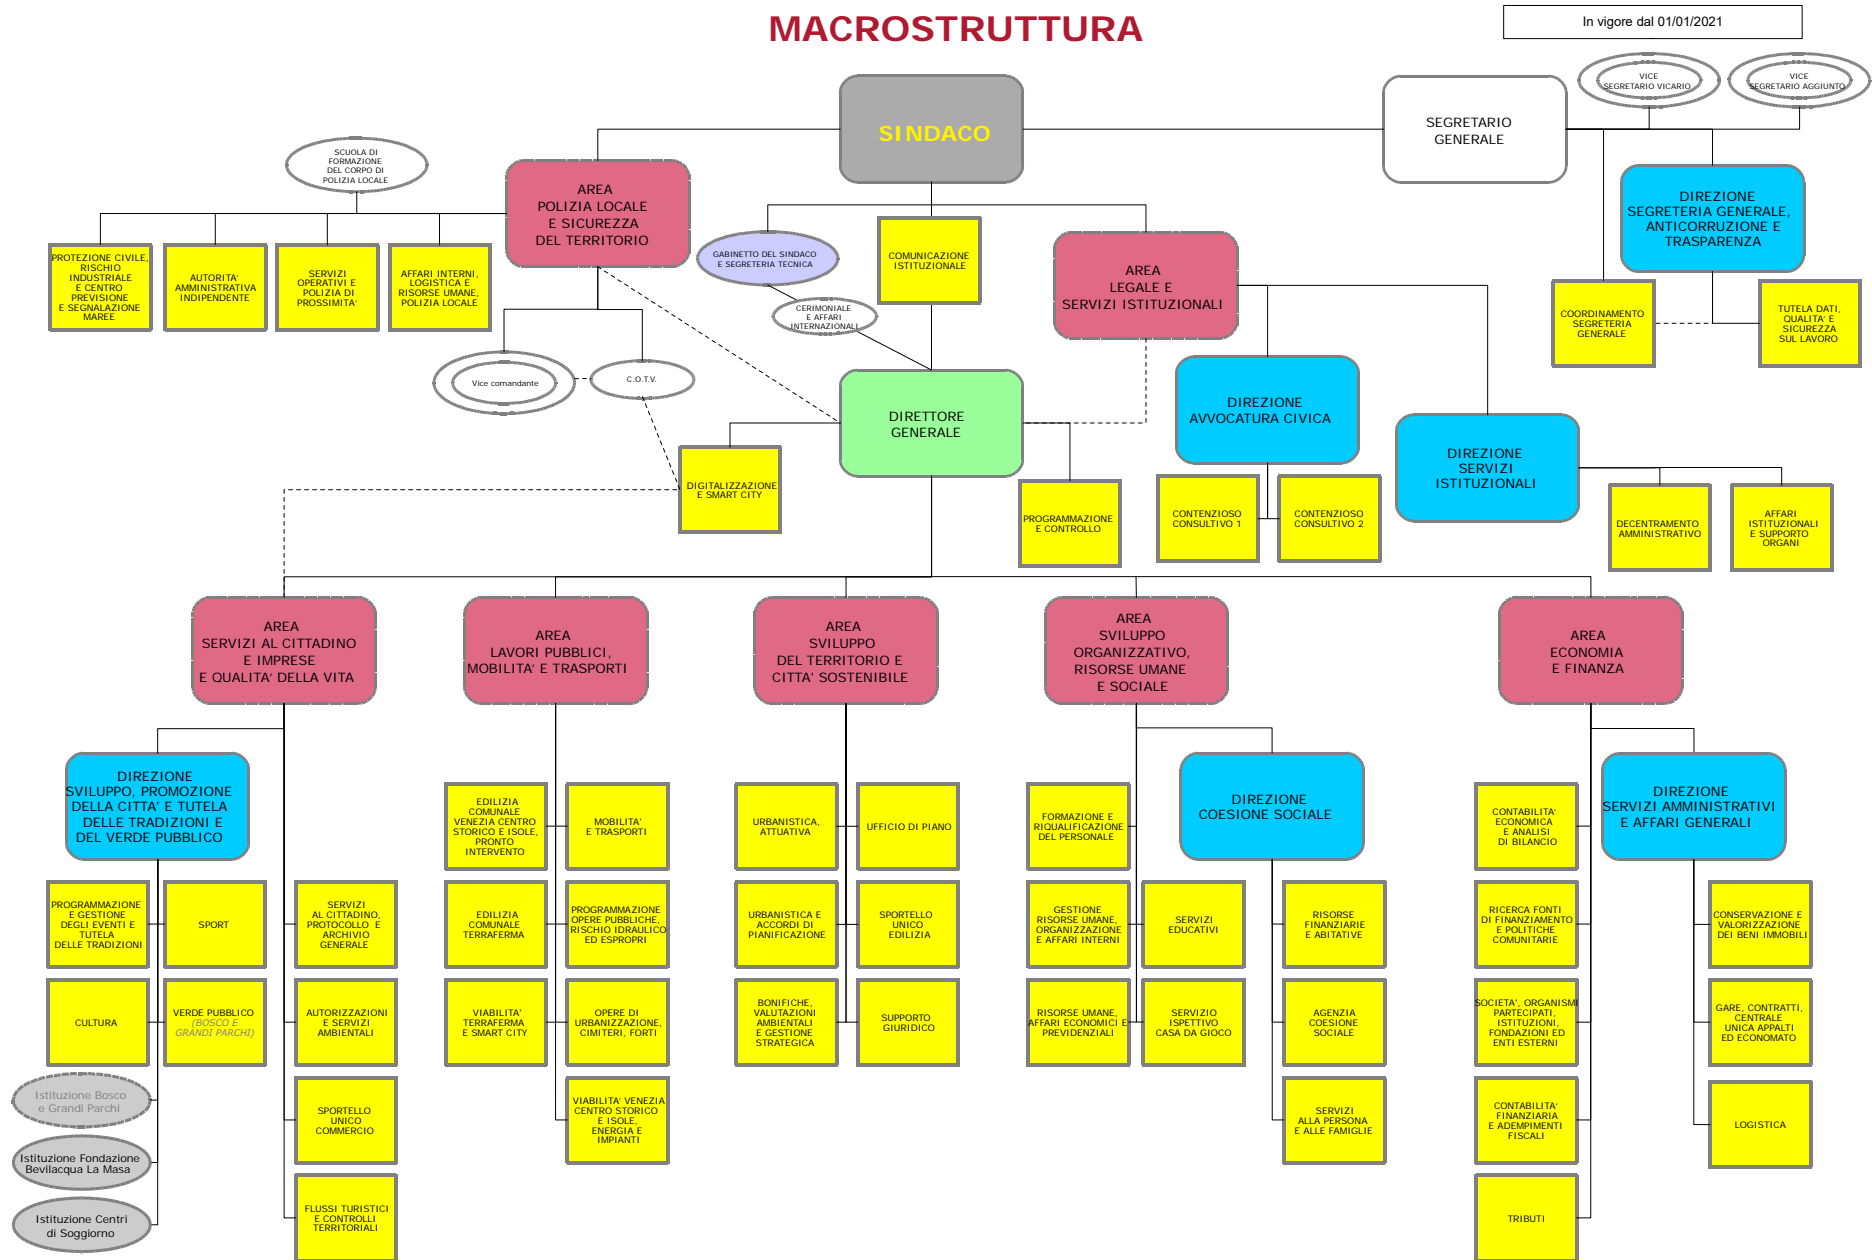 MACROSTRUTTURA
In vigore dal 01/01/2021
SINDACO
SEGRETARIO
GENERALE
VICE
SEGRETARIO VICARIO
VICE
SEGRETARIO AGGIUNTO
SCUOLA DI
FORMAZIONE
DEL CORPO DI
POLIZIA LOCALE
AREA
POLIZIA LOCALE
E SICUREZZA
DEL TERRITORIO
DIREZIONE
SEGRETERIA GENERALE,
ANTICORRUZIONE E
TRASPARENZA
PROTEZIONE CIVILE,
RISCHIO
INDUSTRIALE
E CENTRO
PREVISIONE
E SEGNALAZIONE
MAREE
AUTORITA'
AMMINISTRATIVA
INDIPENDENTE
SERVIZI
OPERATIVI E
POLIZIA DI
PROSSIMITA'
AFFARI INTERNI,
LOGISTICA E
RISORSE UMANE,
POLIZIA LOCALE
GABINETTO DEL SINDACO
E SEGRETERIA TECNICA
COMUNICAZIONE
ISTITUZIONALE
AREA
LEGALE E
SERVIZI ISTITUZIONALI
CERIMONIALE
E AFFARI
INTERNAZIONALI
COORDINAMENTO
SEGRETERIA
GENERALE
TUTELA DATI,
QUALITA' E
SICUREZZA
SUL LAVORO
Vice comandante
C.O.T.V.
DIRETTORE
GENERALE
DIREZIONE
AVVOCATURA CIVICA
DIREZIONE
SERVIZI
ISTITUZIONALI
DIGITALIZZAZIONE
E SMART CITY
PROGRAMMAZIONE
E CONTROLLO
CONTENZIOSO
CONSULTIVO 1
CONTENZIOSO
CONSULTIVO 2
DECENTRAMENTO
AMMINISTRATIVO
AFFARI
ISTITUZIONALI
E SUPPORTO
ORGANI
AREA
SERVIZI AL CITTADINO
E IMPRESE
E QUALITA' DELLA VITA
AREA
LAVORI PUBBLICI,
MOBILITA' E TRASPORTI
AREA
SVILUPPO
DEL TERRITORIO E
CITTA' SOSTENIBILE
AREA
SVILUPPO
ORGANIZZATIVO,
RISORSE UMANE
E SOCIALE
AREA
ECONOMIA
E FINANZA
DIREZIONE
SVILUPPO, PROMOZIONE
DELLA CITTA' E TUTELA
DELLE TRADIZIONI E
DEL VERDE PUBBLICO
PROGRAMMAZIONE
E GESTIONE
DEGLI EVENTI E
TUTELA
DELLE TRADIZIONI
SPORT
SERVIZI
AL CITTADINO,
PROTOCOLLO E
ARCHIVIO
GENERALE
CULTURA
VERDE PUBBLICO
(BOSCO E
GRANDI PARCHI)
AUTORIZZAZIONI
E SERVIZI
AMBIENTALI
Istituzione Bosco
e Grandi Parchi
SPORTELLO
UNICO
COMMERCIO
Istituzione Fondazione
Bevilacqua La Masa
Istituzione Centri
di Soggiorno
FLUSSI TURISTICI
E CONTROLLI
TERRITORIALI
EDILIZIA
COMUNALE
VENEZIA CENTRO
STORICO E ISOLE,
PRONTO
INTERVENTO
MOBILITA'
E TRASPORTI
EDILIZIA
COMUNALE
TERRAFERMA
PROGRAMMAZIONE
OPERE PUBBLICHE,
RISCHIO IDRAULICO
ED ESPROPRI
VIABILITA'
TERRAFERMA
E SMART CITY
OPERE DI
URBANIZZAZIONE,
CIMITERI, FORTI
VIABILITA' VENEZIA
CENTRO STORICO
E ISOLE,
ENERGIA E
IMPIANTI
URBANISTICA,
ATTUATIVA
UFFICIO DI PIANO
URBANISTICA E
ACCORDI DI
PIANIFICAZIONE
SPORTELLO
UNICO
EDILIZIA
BONIFICHE,
VALUTAZIONI
AMBIENTALI
E GESTIONE
STRATEGICA
SUPPORTO
GIURIDICO
FORMAZIONE E
RIQUALIFICAZIONE
DEL PERSONALE
DIREZIONE
COESIONE SOCIALE
GESTIONE
RISORSE UMANE,
ORGANIZZAZIONE
E AFFARI INTERNI
SERVIZI
EDUCATIVI
RISORSE
FINANZIARIE
E ABITATIVE
RISORSE UMANE,
AFFARI ECONOMICI E
PREVIDENZIALI
SERVIZIO
ISPETTIVO
CASA DA GIOCO
AGENZIA
COESIONE
SOCIALE
SERVIZI
ALLA PERSONA
E ALLE FAMIGLIE
CONTABILITA'
ECONOMICA
E ANALISI
DI BILANCIO
DIREZIONE
SERVIZI AMMINISTRATIVI
E AFFARI GENERALI
RICERCA FONTI
DI FINANZIAMENTO
E POLITICHE
COMUNITARIE
CONSERVAZIONE E
VALORIZZAZIONE
DEI BENI IMMOBILI
SOCIETA', ORGANISMI
PARTECIPATI,
ISTITUZIONI,
FONDAZIONI ED
ENTI ESTERNI
GARE, CONTRATTI,
CENTRALE
UNICA APPALTI
ED ECONOMATO
CONTABILITA'
FINANZIARIA
E ADEMPIMENTI
FISCALI
LOGISTICA
TRIBUTI